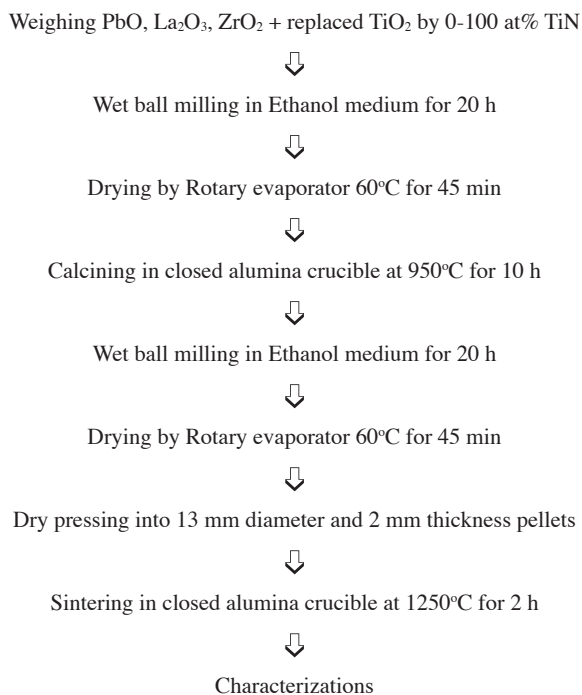 Weighing PbO, La₂O₃, ZrO₂ + replaced TiO₂ by 0-100 at% TiN
Wet ball milling in Ethanol medium for 20 h
Drying by Rotary evaporator 60°C for 45 min
Calcining in closed alumina crucible at 950°C for 10 h
Wet ball milling in Ethanol medium for 20 h
Drying by Rotary evaporator 60°C for 45 min
Dry pressing into 13 mm diameter and 2 mm thickness pellets
Sintering in closed alumina crucible at 1250°C for 2 h
Characterizations